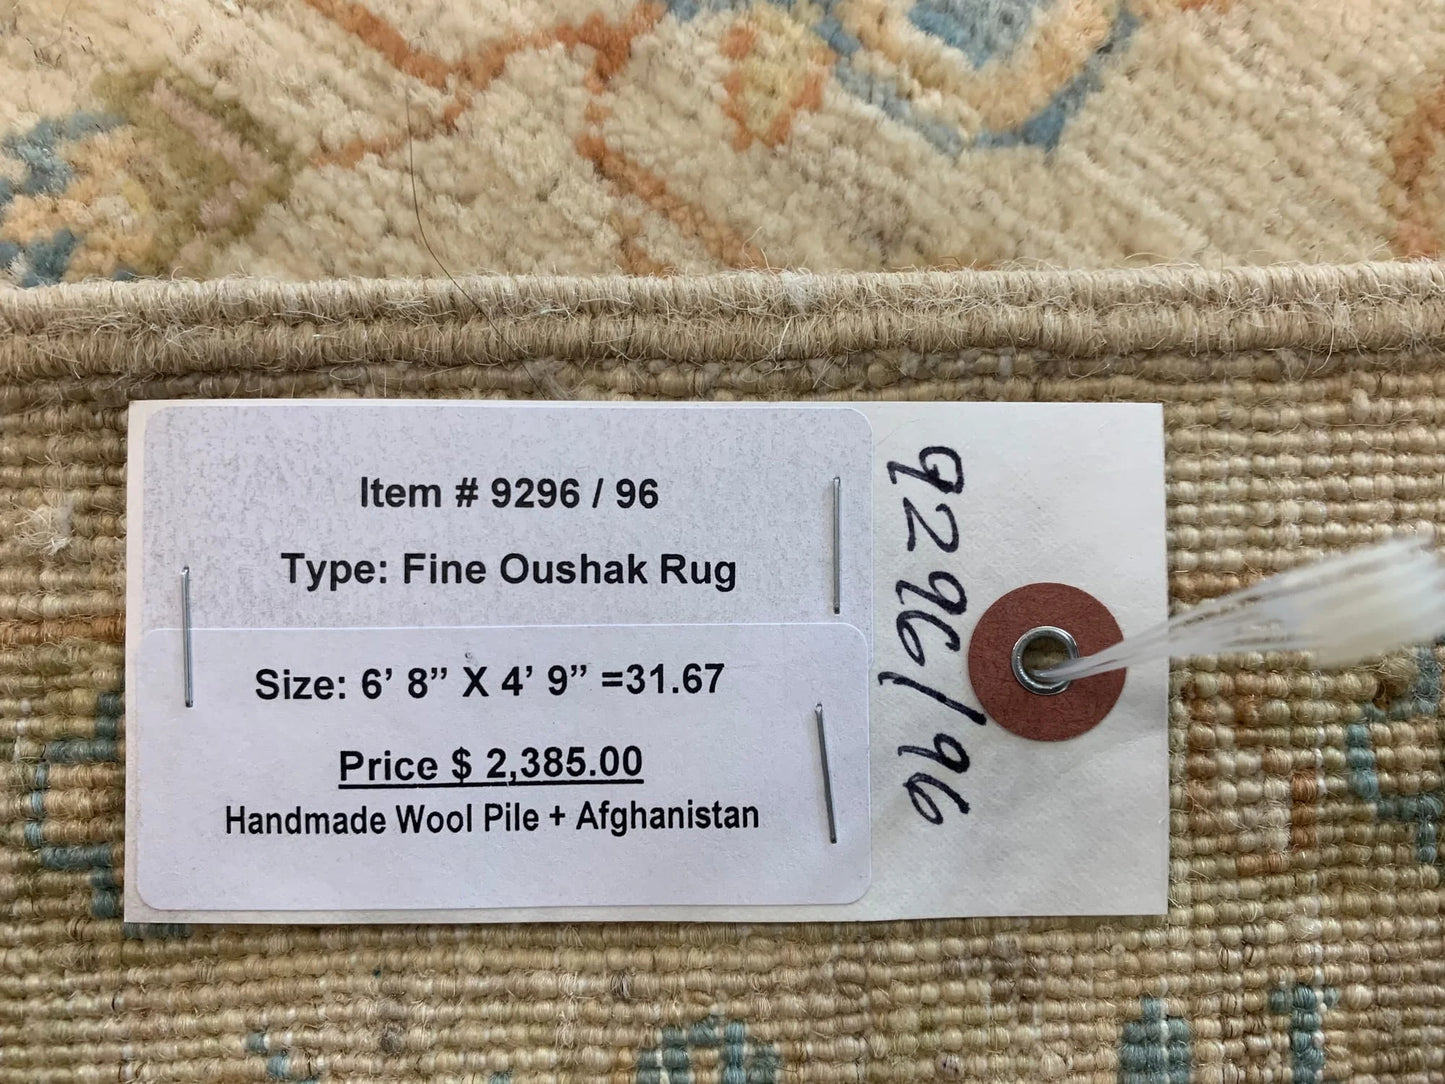 Item # 9296 / 96
Type: Fine Oushak Rug
Size: 6’ 8” X 4’ 9” =31.67
Price $ 2,385.00
Handmade Wool Pile + Afghanistan
9296/96